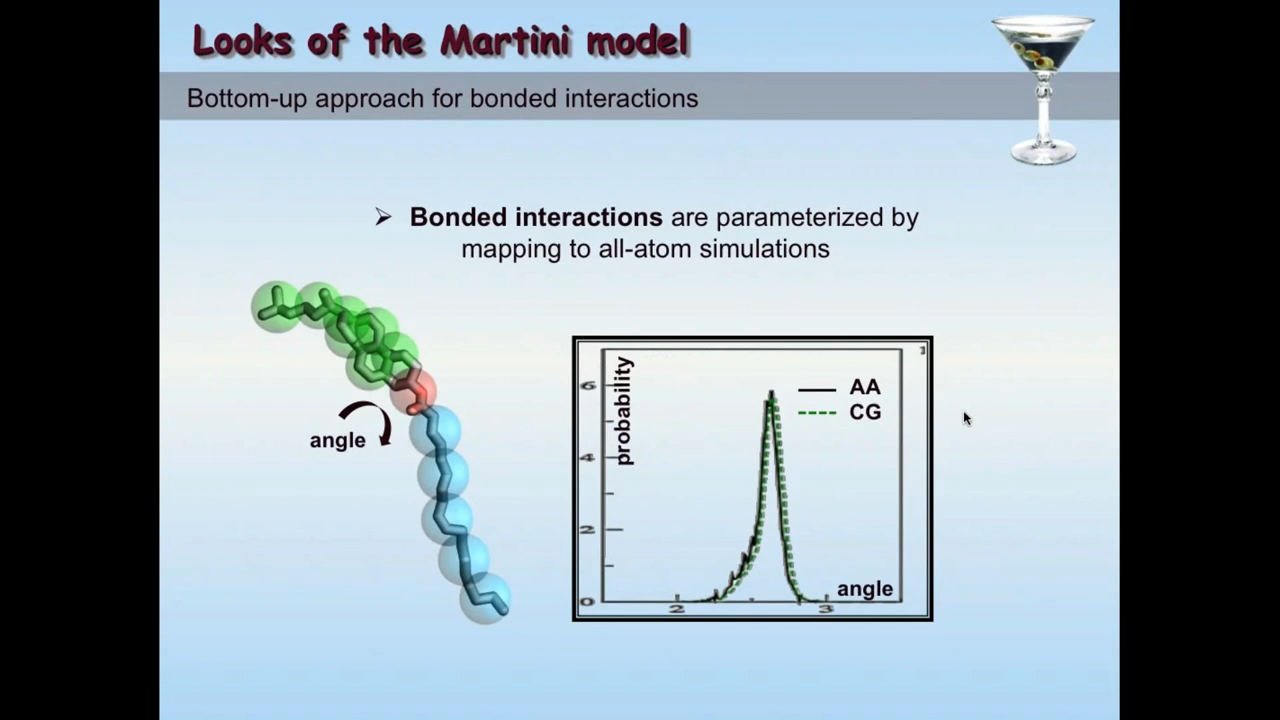 Looks of the Martini model
Bottom-up approach for bonded interactions
➢ Bonded interactions are parameterized by
mapping to all-atom simulations
angle
probability
6
4
2
0
2
3
AA
CG
angle